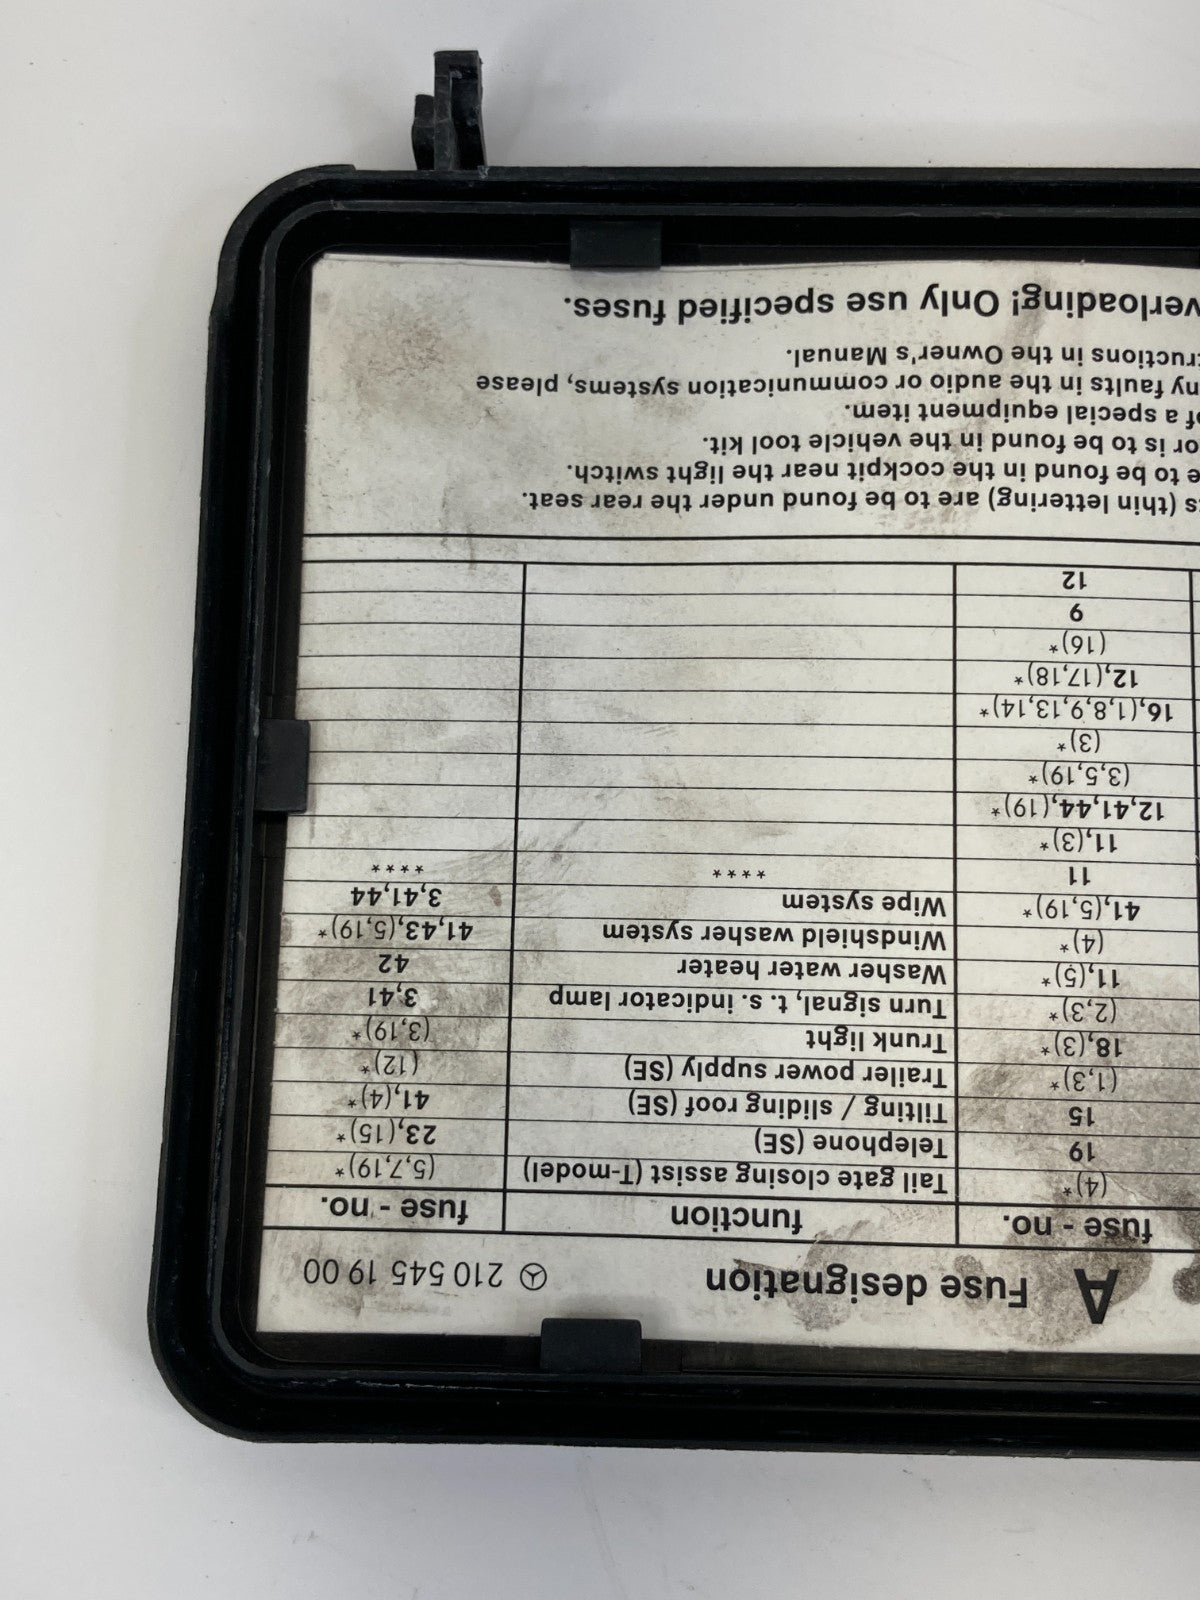 A Fuse designation 210 545 19 00
fuse - no. function fuse - no.
(4)* Tail gate closing assist (T-model) (5,7,19)*
19 Telephone (SE) 23,(15)*
15 Tilting / sliding roof (SE) 41,(4)*
(1,3)* Trailer power supply (SE) (12)*
18,(3)* Trunk light (3,19)*
(2,3)* Turn signal, t. s. indicator lamp 3,41
11,(5)* Washer water heater 42
(4)* Windshield washer system 41,43,(5,19)*
41,(5,19)* Wipe system 3,41,44
11 **** ****
11,(3)*
12,41,44,(19)*
(3,5,19)*
(3)*
16,(1,8,9,13,14)*
12,(17,18)*
(16)*
9
12
(thin lettering) are to be found under the rear seat.
to be found in the cockpit near the light switch.
or is to be found in the vehicle tool kit.
of a special equipment item.
ny faults in the audio or communication systems, please
ructions in the Owner's Manual.
verloading! Only use specified fuses.